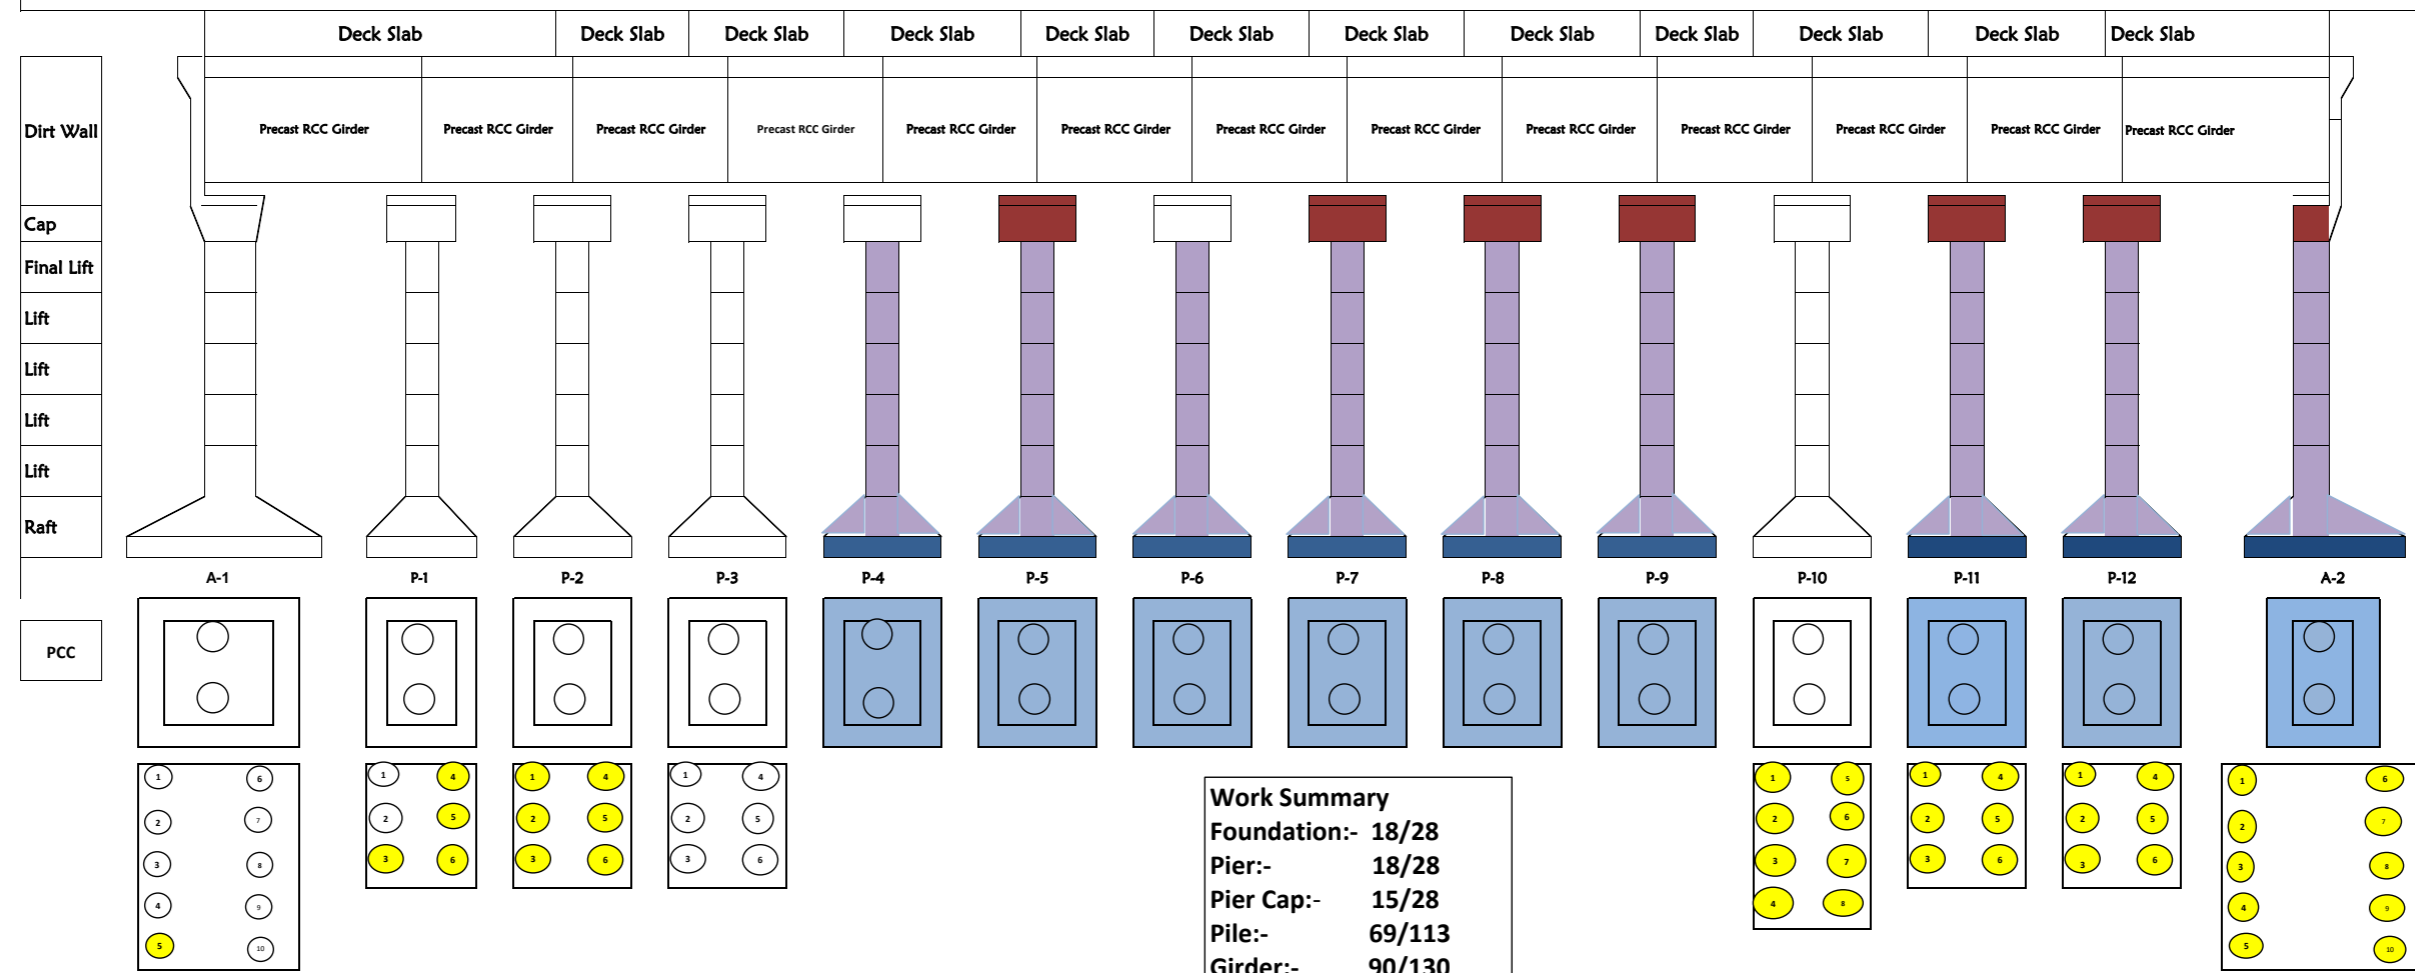 Deck Slab Deck Slab Deck Slab Deck Slab Deck Slab Deck Slab Deck Slab Deck Slab Deck Slab Deck Slab Deck Slab Deck Slab
Dirt Wall Precast RCC Girder Precast RCC Girder Precast RCC Girder Precast RCC Girder Precast RCC Girder Precast RCC Girder Precast RCC Girder Precast RCC Girder Precast RCC Girder Precast RCC Girder Precast RCC Girder Precast RCC Girder Precast RCC Girder
Cap
Final Lift
Lift
Lift
Lift
Lift
Raft
A-1 P-1 P-2 P-3 P-4 P-5 P-6 P-7 P-8 P-9 P-10 P-11 P-12 A-2
PCC
1 6 1 4 1 4 1 4 1 5 1 4 1 4 1 6
2 7 2 5 2 5 2 5 2 6 2 5 2 5 2 7
3 8 3 6 3 6 3 6 3 7 3 6 3 6 3 8
4 9 4 8 4 9
5 10 5 10
Work Summary
Foundation:- 18/28
Pier:- 18/28
Pier Cap:- 15/28
Pile:- 69/113
Girder:- 90/130